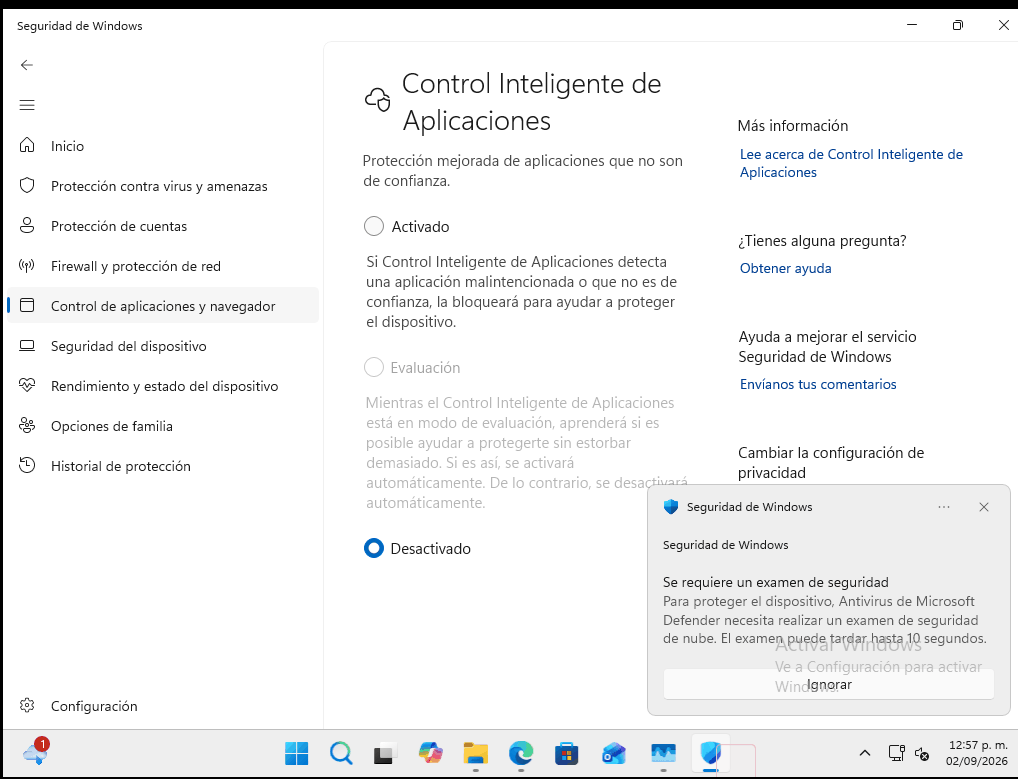 Seguridad de Windows
Inicio
Protección contra virus y amenazas
Protección de cuentas
Firewall y protección de red
Control de aplicaciones y navegador
Seguridad del dispositivo
Rendimiento y estado del dispositivo
Opciones de familia
Historial de protección
Configuración
Control Inteligente de
Aplicaciones
Protección mejorada de aplicaciones que no son
de confianza.
Activado
Si Control Inteligente de Aplicaciones detecta
una aplicación malintencionada o que no es de
confianza, la bloqueará para ayudar a proteger
el dispositivo.
Evaluación
Mientras el Control Inteligente de Aplicaciones
está en modo de evaluación, aprenderá si es
posible ayudar a protegerte sin estorbar
demasiado. Si es así, se activará
automáticamente. De lo contrario, se desactivará
automáticamente.
Desactivado
Más información
Lee acerca de Control Inteligente de
Aplicaciones
¿Tienes alguna pregunta?
Obtener ayuda
Ayuda a mejorar el servicio
Seguridad de Windows
Envíanos tus comentarios
Cambiar la configuración de
privacidad
Seguridad de Windows
Seguridad de Windows
Se requiere un examen de seguridad
Para proteger el dispositivo, Antivirus de Microsoft
Defender necesita realizar un examen de seguridad
de nube. El examen puede tardar hasta 10 segundos.
Ignorar
Activar Windows
Ve a Configuración para activar
Windows.
1
12:57 p. m.
02/09/2026